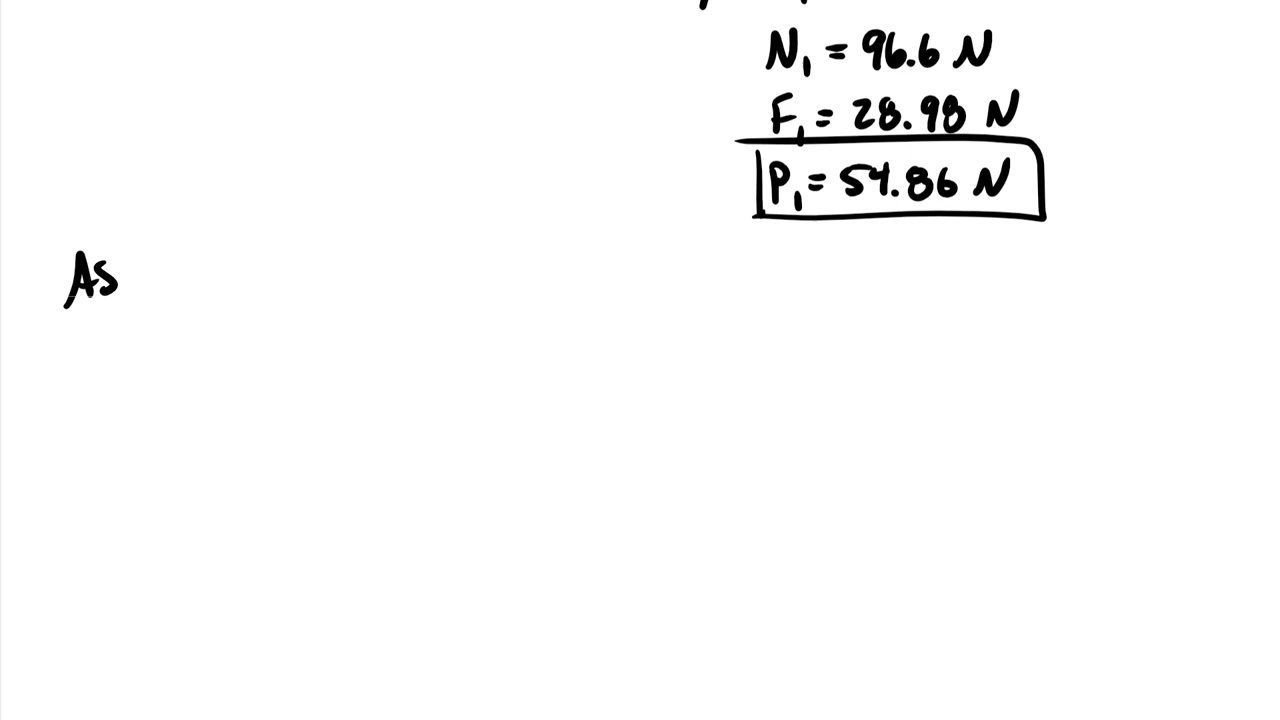 N₁ = 96.6 N
F₁ = 28.98 N
P₁ = 54.86 N
As